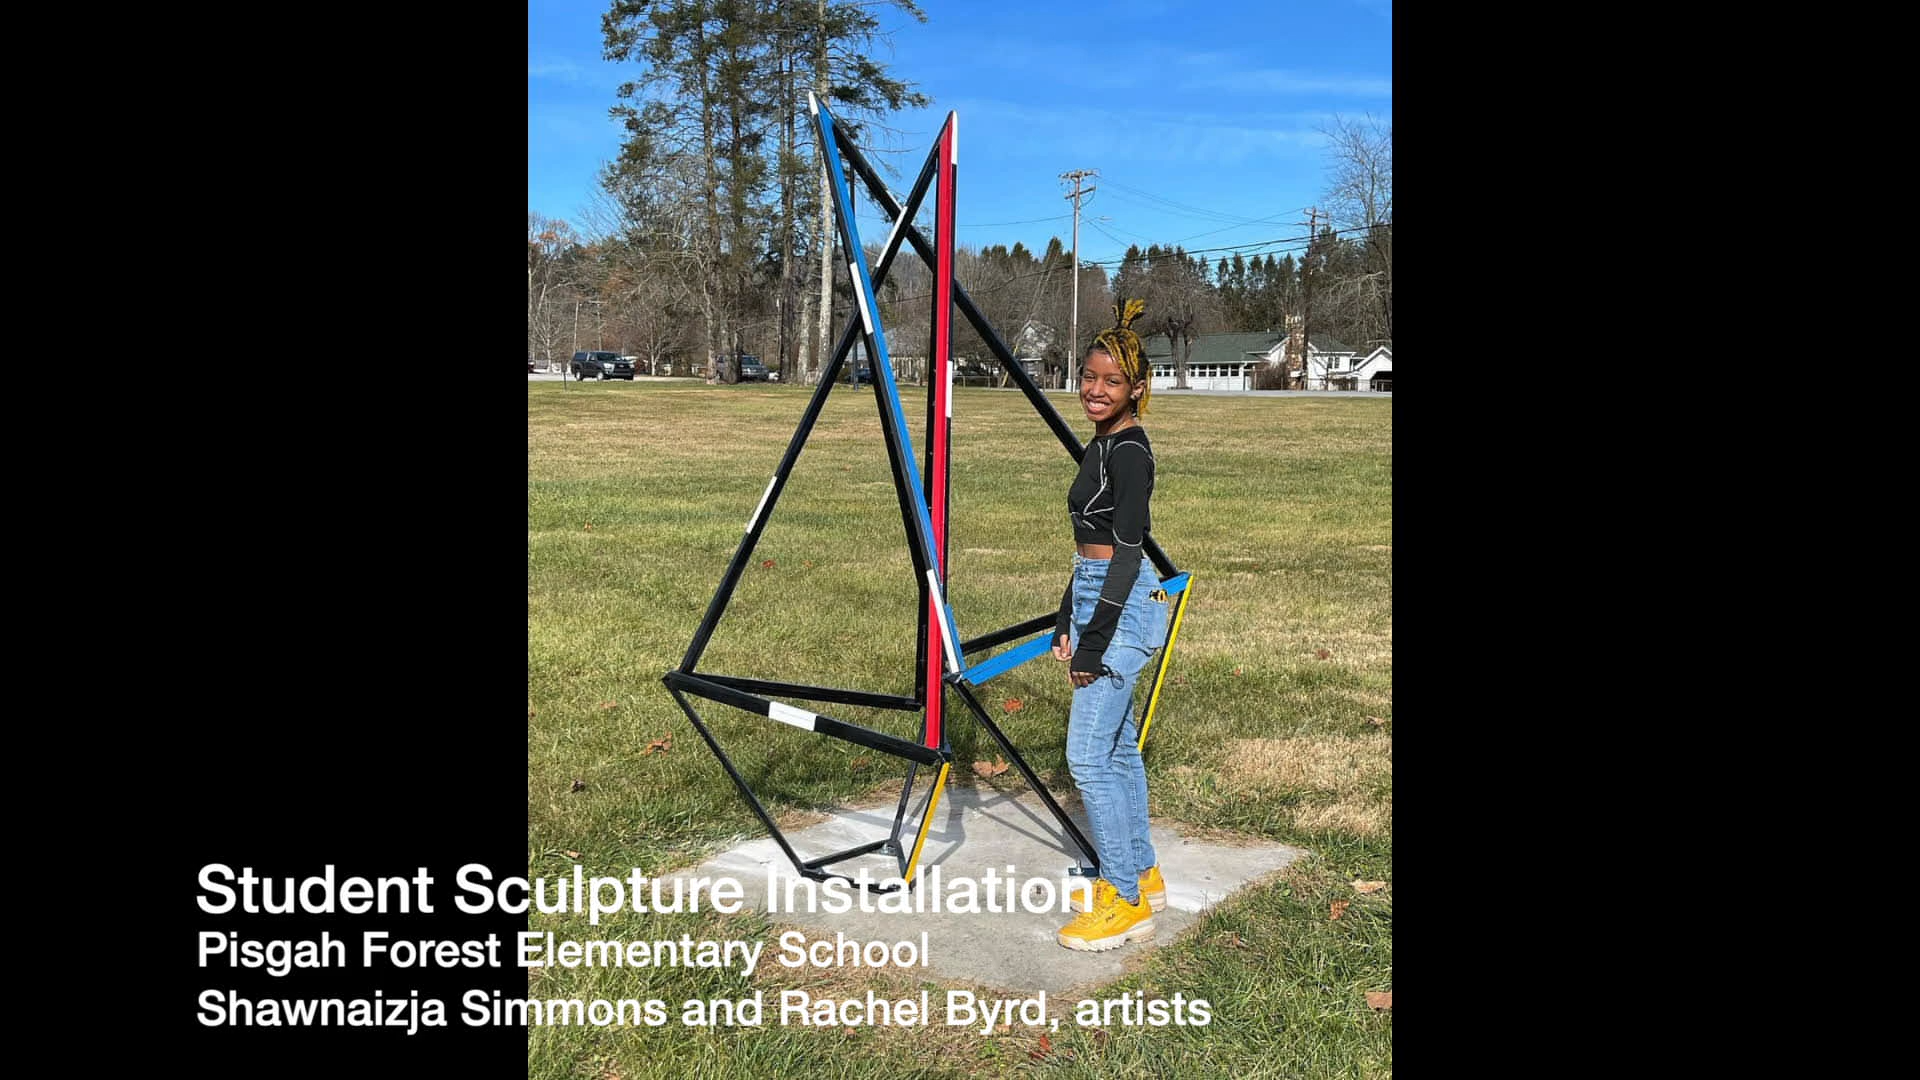 Student Sculpture Installation
Pisgah Forest Elementary School
Shawnaizja Simmons and Rachel Byrd, artists